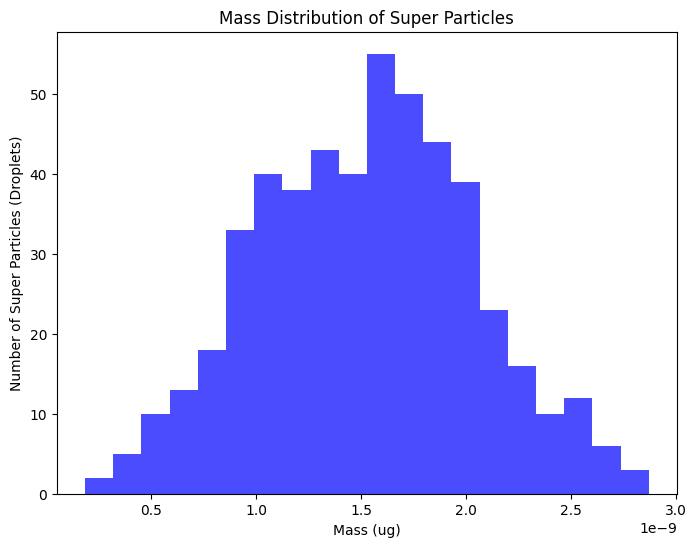 Mass Distribution of Super Particles
Number of Super Particles (Droplets)
50
40
30
20
10
0
0.5 1.0 1.5 2.0 2.5 3.0
1e−9
Mass (ug)